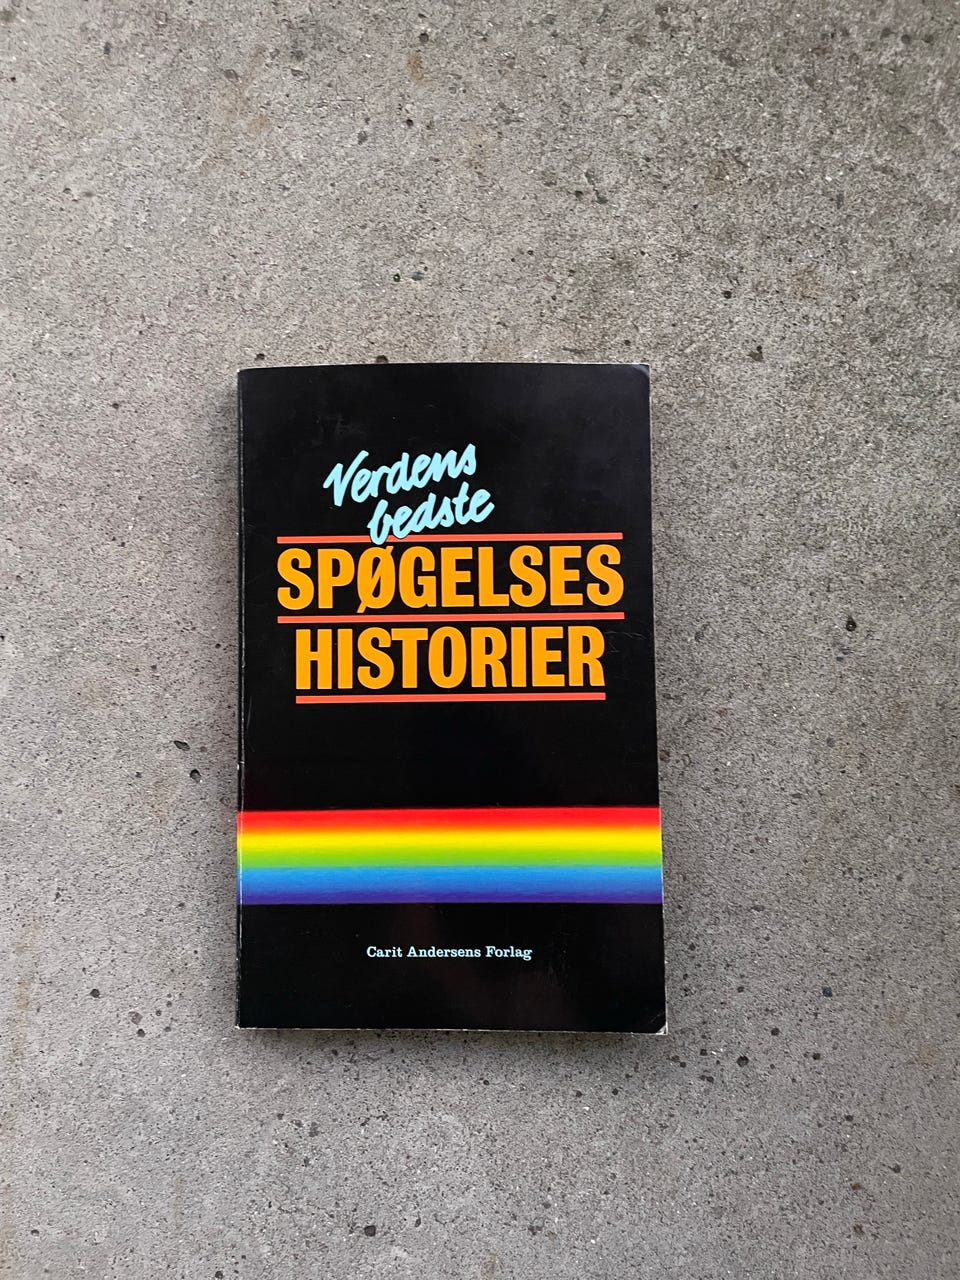 Verdens
bedste
SPØGELSES
HISTORIER
Carit Andersens Forlag